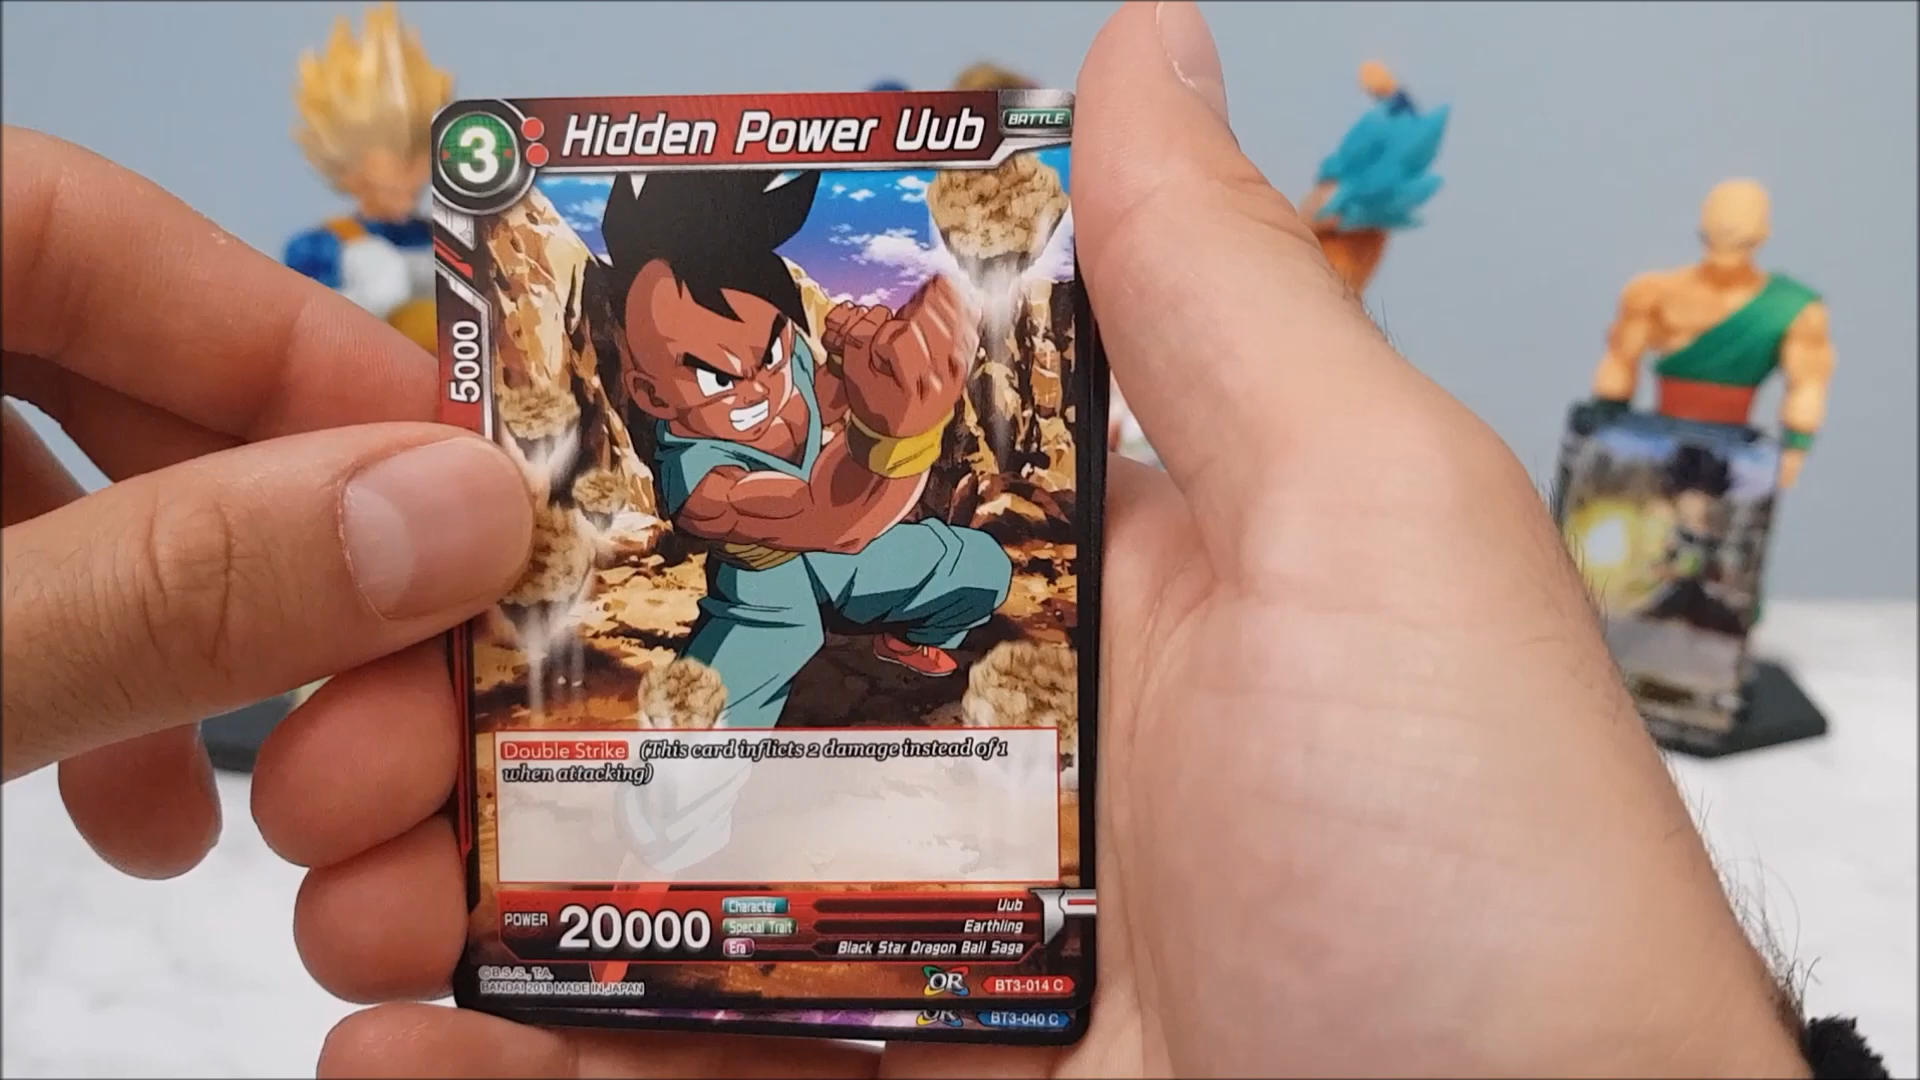 3
Hidden Power Uub
BATTLE
5000
Double Strike (This card inflicts 2 damage instead of 1
when attacking)
POWER 20000
Character Uub
Special Trait Earthling
Era Black Star Dragon Ball Saga
©B.S./S., T.A.
BANDAI 2018 MADE IN JAPAN
OR BT3-014 C
OR BT3-040 C